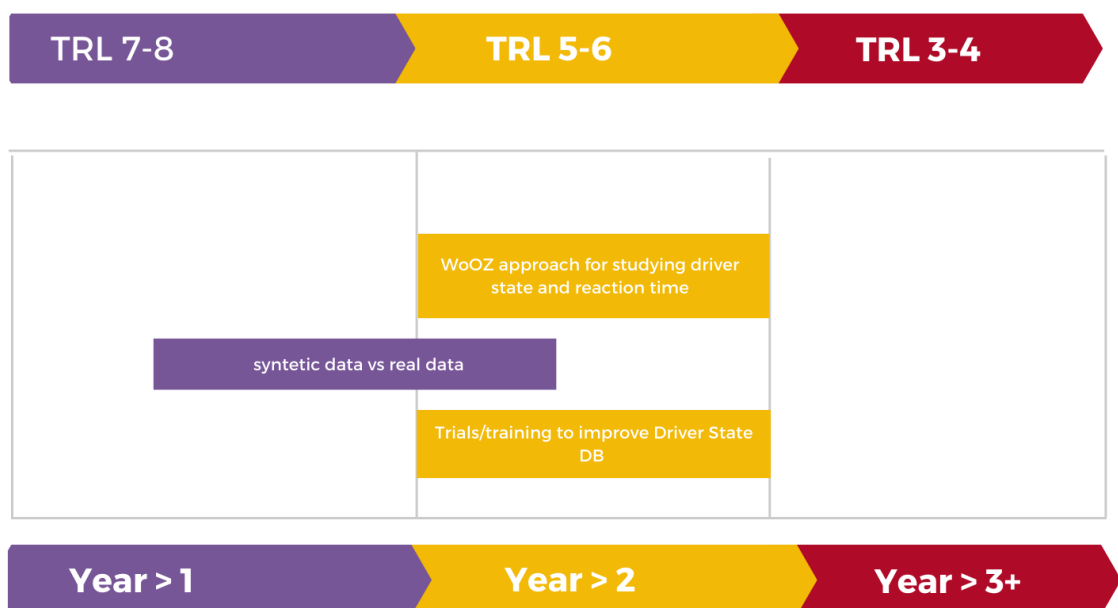 TRL 7-8
TRL 5-6
TRL 3-4
WoOZ approach for studying driver
state and reaction time
syntetic data vs real data
Trials/training to improve Driver State
DB
Year > 1
Year > 2
Year > 3+